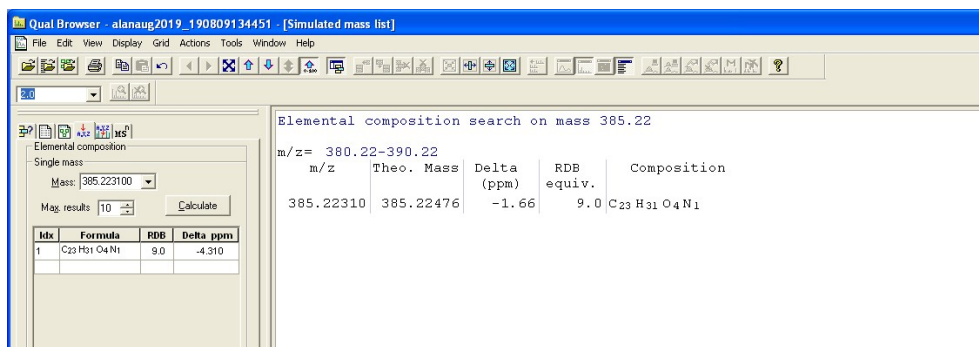 Qual Browser - alanaug2019_190809134451 - [Simulated mass list]
File Edit View Display Grid Actions Tools Window Help
2.0
Elemental composition
Single mass
Mass: 385.223100
Max. results 10 Calculate
Idx Formula RDB Delta ppm
1 C23 H31 O4 N1 9.0 -4.310
Elemental composition search on mass 385.22
m/z= 380.22-390.22
m/z Theo. Mass Delta (ppm) RDB equiv. Composition
385.22310 385.22476 -1.66 9.0 C23 H31 O4 N1